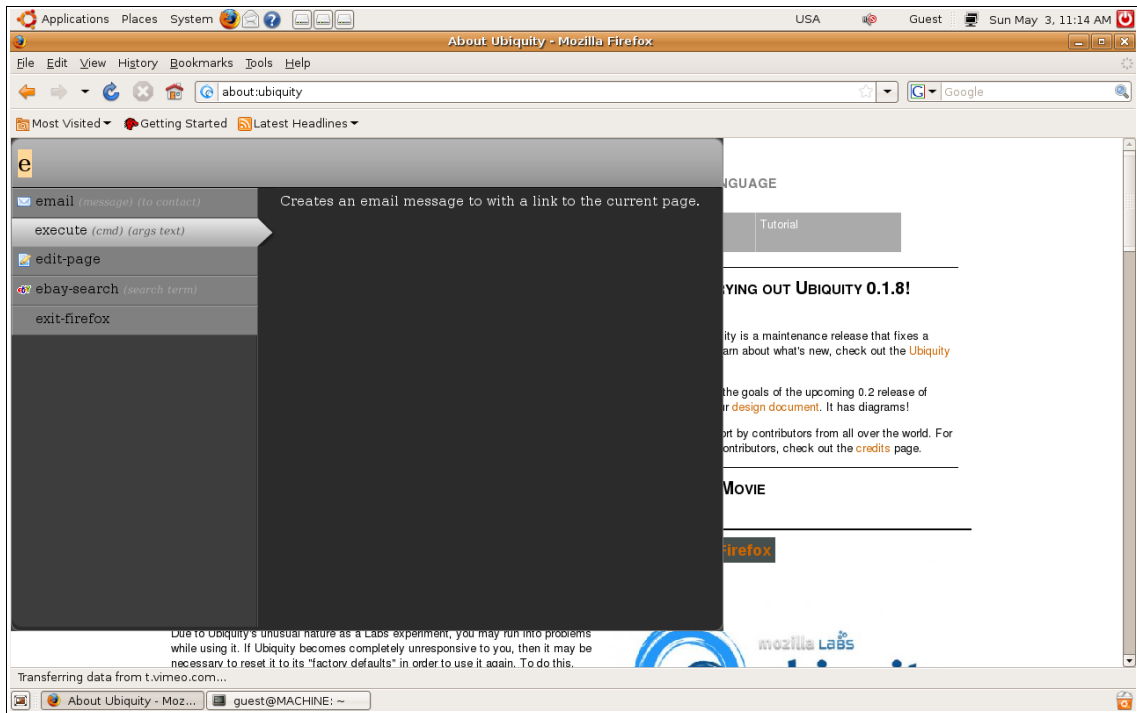 Applications Places System USA Guest Sun May 3, 11:14 AM
About Ubiquity - Mozilla Firefox
File Edit View History Bookmarks Tools Help
about:ubiquity G Google
Most Visited Getting Started Latest Headlines
e
email (message) (to contact)
execute (cmd) (args text)
edit-page
ebay-search (search term)
exit-firefox
Creates an email message to with a link to the current page.
NGUAGE
Tutorial
YING OUT UBIQUITY 0.1.8!
ity is a maintenance release that fixes a
arn about what's new, check out the Ubiquity
the goals of the upcoming 0.2 release of
r design document. It has diagrams!
ort by contributors from all over the world. For
ontributors, check out the credits page.
MOVIE
Firefox
Due to Ubiquity's unusual nature as a Labs experiment, you may run into problems
while using it. If Ubiquity becomes completely unresponsive to you, then it may be
necessary to reset it to its "factory defaults" in order to use it again. To do this,
mozilla LABS
Transferring data from t.vimeo.com...
About Ubiquity - Moz... guest@MACHINE: ~